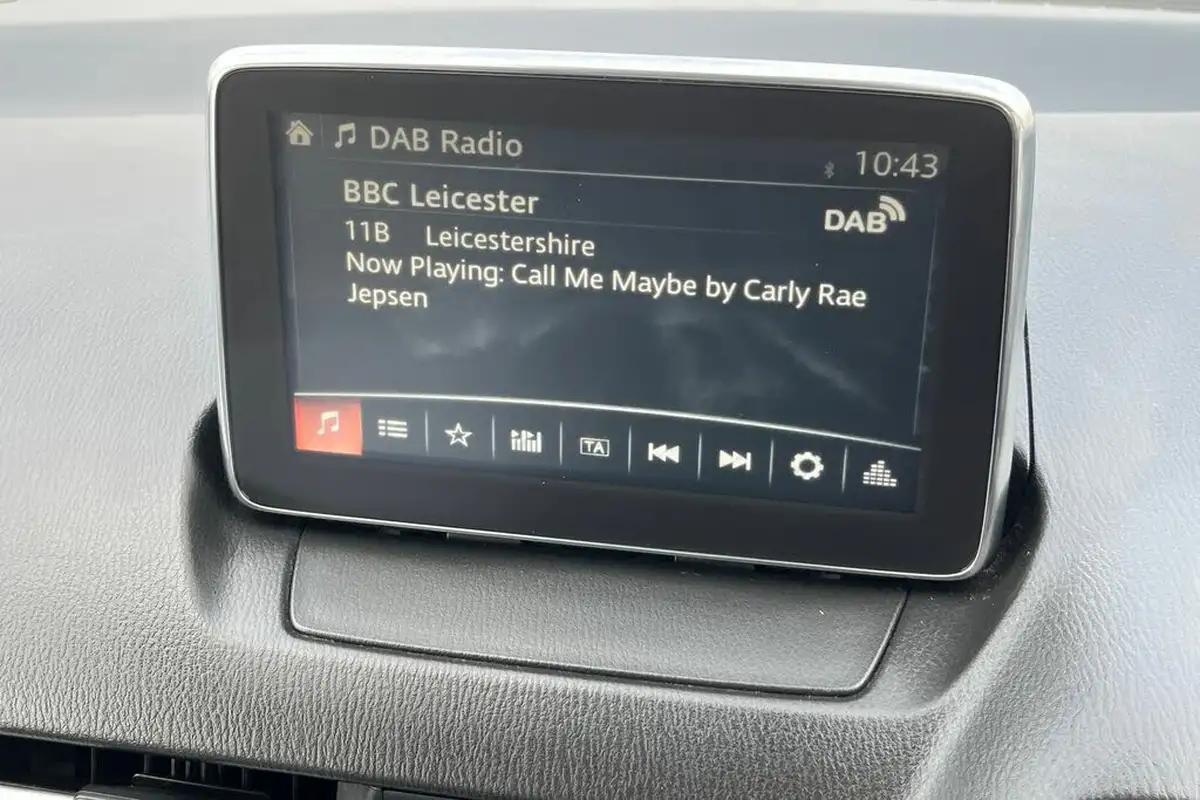 DAB Radio
10:43
BBC Leicester
DAB
11B Leicestershire
Now Playing: Call Me Maybe by Carly Rae
Jepsen
TA